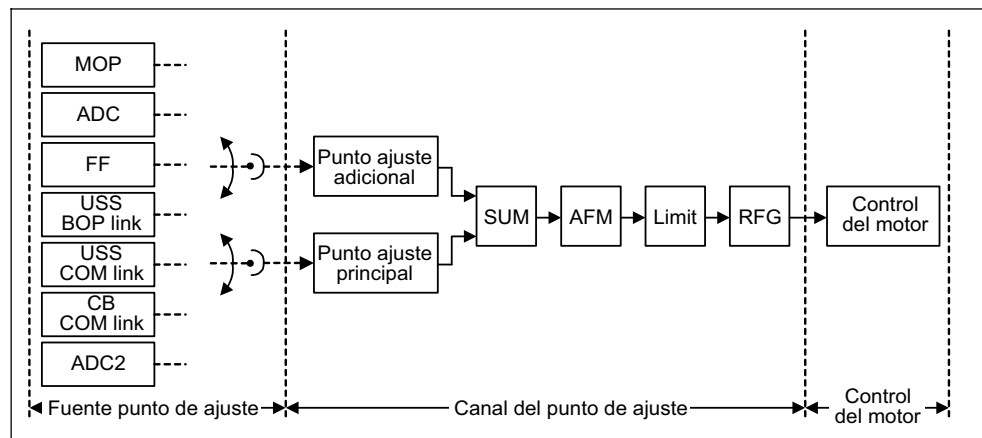 MOP
ADC
FF
USS
BOP link
USS
COM link
CB
COM link
ADC2
Punto ajuste
adicional
Punto ajuste
principal
SUM
AFM
Limit
RFG
Control
del motor
Fuente punto de ajuste
Canal del punto de ajuste
Control
del motor